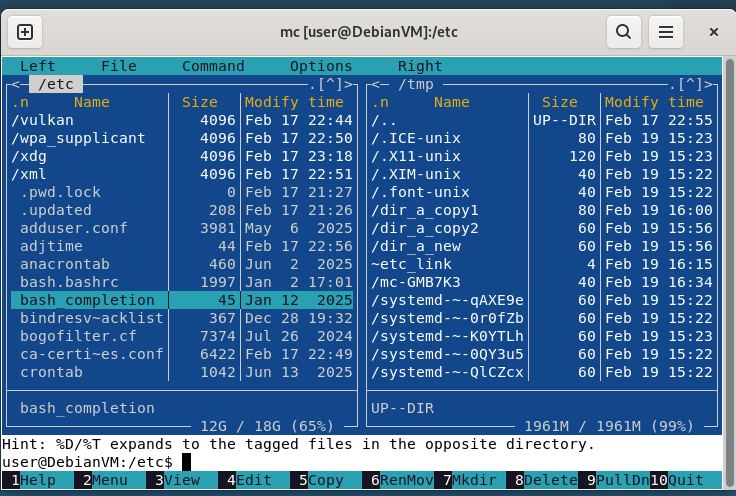 mc [user@DebianVM]:/etc
Left File Command Options Right
<─ /etc .[^]>  <─ /tmp .[^]>
.n Name Size Modify time  .n Name Size Modify time
/vulkan 4096 Feb 17 22:44  /.. UP--DIR Feb 17 22:55
/wpa_supplicant 4096 Feb 17 22:50  /.ICE-unix 80 Feb 19 15:23
/xdg 4096 Feb 17 23:18  /.X11-unix 120 Feb 19 15:23
/xml 4096 Feb 17 22:51  /.XIM-unix 40 Feb 19 15:22
.pwd.lock 0 Feb 17 21:27  /.font-unix 40 Feb 19 15:22
.updated 208 Feb 17 21:26  /dir_a_copy1 80 Feb 19 16:00
adduser.conf 3981 May 6 2025  /dir_a_copy2 60 Feb 19 15:56
adjtime 44 Feb 17 22:56  /dir_a_new 60 Feb 19 15:56
anacrontab 460 Jun 2 2025  ~etc_link 4 Feb 19 16:15
bash.bashrc 1997 Jan 2 17:01  /mc-GMB7K3 40 Feb 19 16:34
bash_completion 45 Jan 12 2025  /systemd-~-qAXE9e 60 Feb 19 15:22
bindresv~acklist 367 Dec 28 19:32  /systemd-~-0r0fZb 60 Feb 19 15:22
bogofilter.cf 7374 Jul 26 2024  /systemd-~-K0YTLh 60 Feb 19 15:23
ca-certi~es.conf 6422 Feb 17 22:49  /systemd-~-0QY3u5 60 Feb 19 15:22
crontab 1042 Jun 13 2025  /systemd-~-QlCZcx 60 Feb 19 15:22
bash_completion  UP--DIR
12G / 18G (65%)  1961M / 1961M (99%)
Hint: %D/%T expands to the tagged files in the opposite directory.
user@DebianVM:/etc$
1Help 2Menu 3View 4Edit 5Copy 6RenMov 7Mkdir 8Delete 9PullDn 10Quit